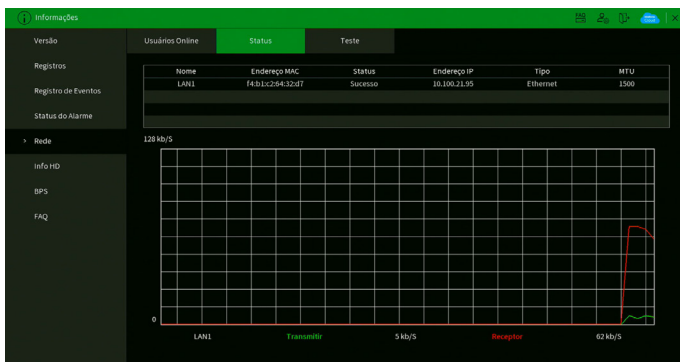 Informações
Versão
Usuários Online Status Teste
Registros
Nome Endereço MAC Status Endereço IP Tipo MTU
LAN1 f4:b1:c2:64:32:d7 Sucesso 10.100.21.95 Ethernet 1500
Registro de Eventos
Status do Alarme
> Rede
128 kb/S
Info HD
BPS
FAQ
0
LAN1 Transmitir 5 kb/S Receptor 62 kb/S